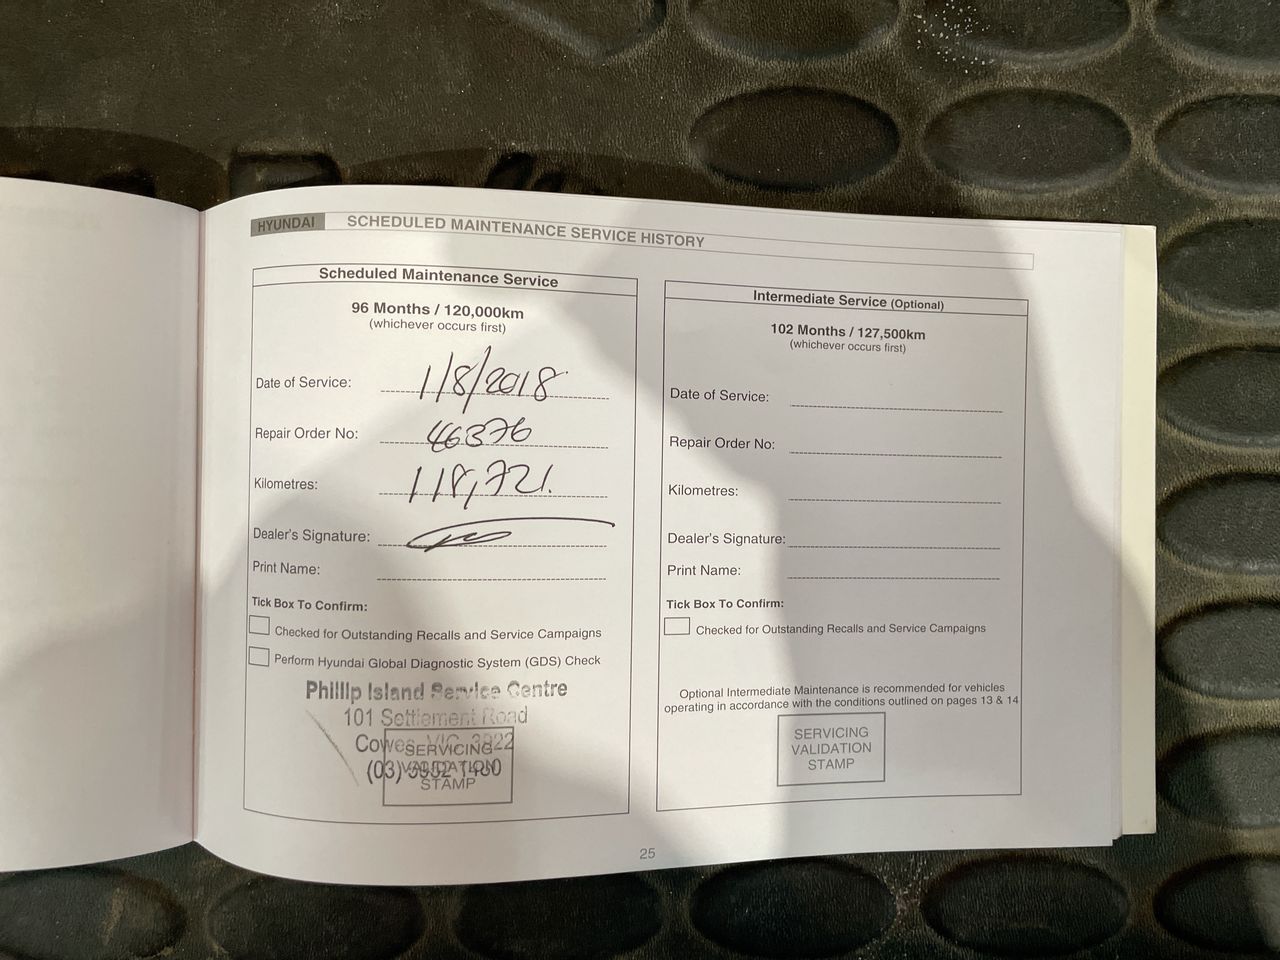 HYUNDAI SCHEDULED MAINTENANCE SERVICE HISTORY
Scheduled Maintenance Service
96 Months / 120,000km
(whichever occurs first)
Date of Service: 1/8/2018
Repair Order No: 46376
Kilometres: 118,721.
Dealer's Signature:
Print Name:
Tick Box To Confirm:
Checked for Outstanding Recalls and Service Campaigns
Perform Hyundai Global Diagnostic System (GDS) Check
Phillip Island Service Centre
101 Settlement Road
Cowes VIC 3922
(03) 5952 1480
SERVICING
VALIDATION
STAMP
Intermediate Service (Optional)
102 Months / 127,500km
(whichever occurs first)
Date of Service:
Repair Order No:
Kilometres:
Dealer's Signature:
Print Name:
Tick Box To Confirm:
Checked for Outstanding Recalls and Service Campaigns
Optional Intermediate Maintenance is recommended for vehicles
operating in accordance with the conditions outlined on pages 13 & 14
SERVICING
VALIDATION
STAMP
25